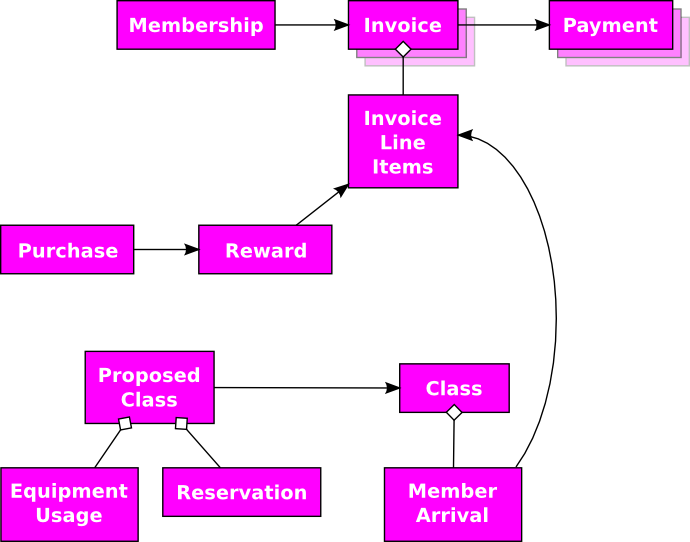 Membership
Invoice
Payment
Invoice
Line
Items
Purchase
Reward
Proposed
Class
Class
Equipment
Usage
Reservation
Member
Arrival